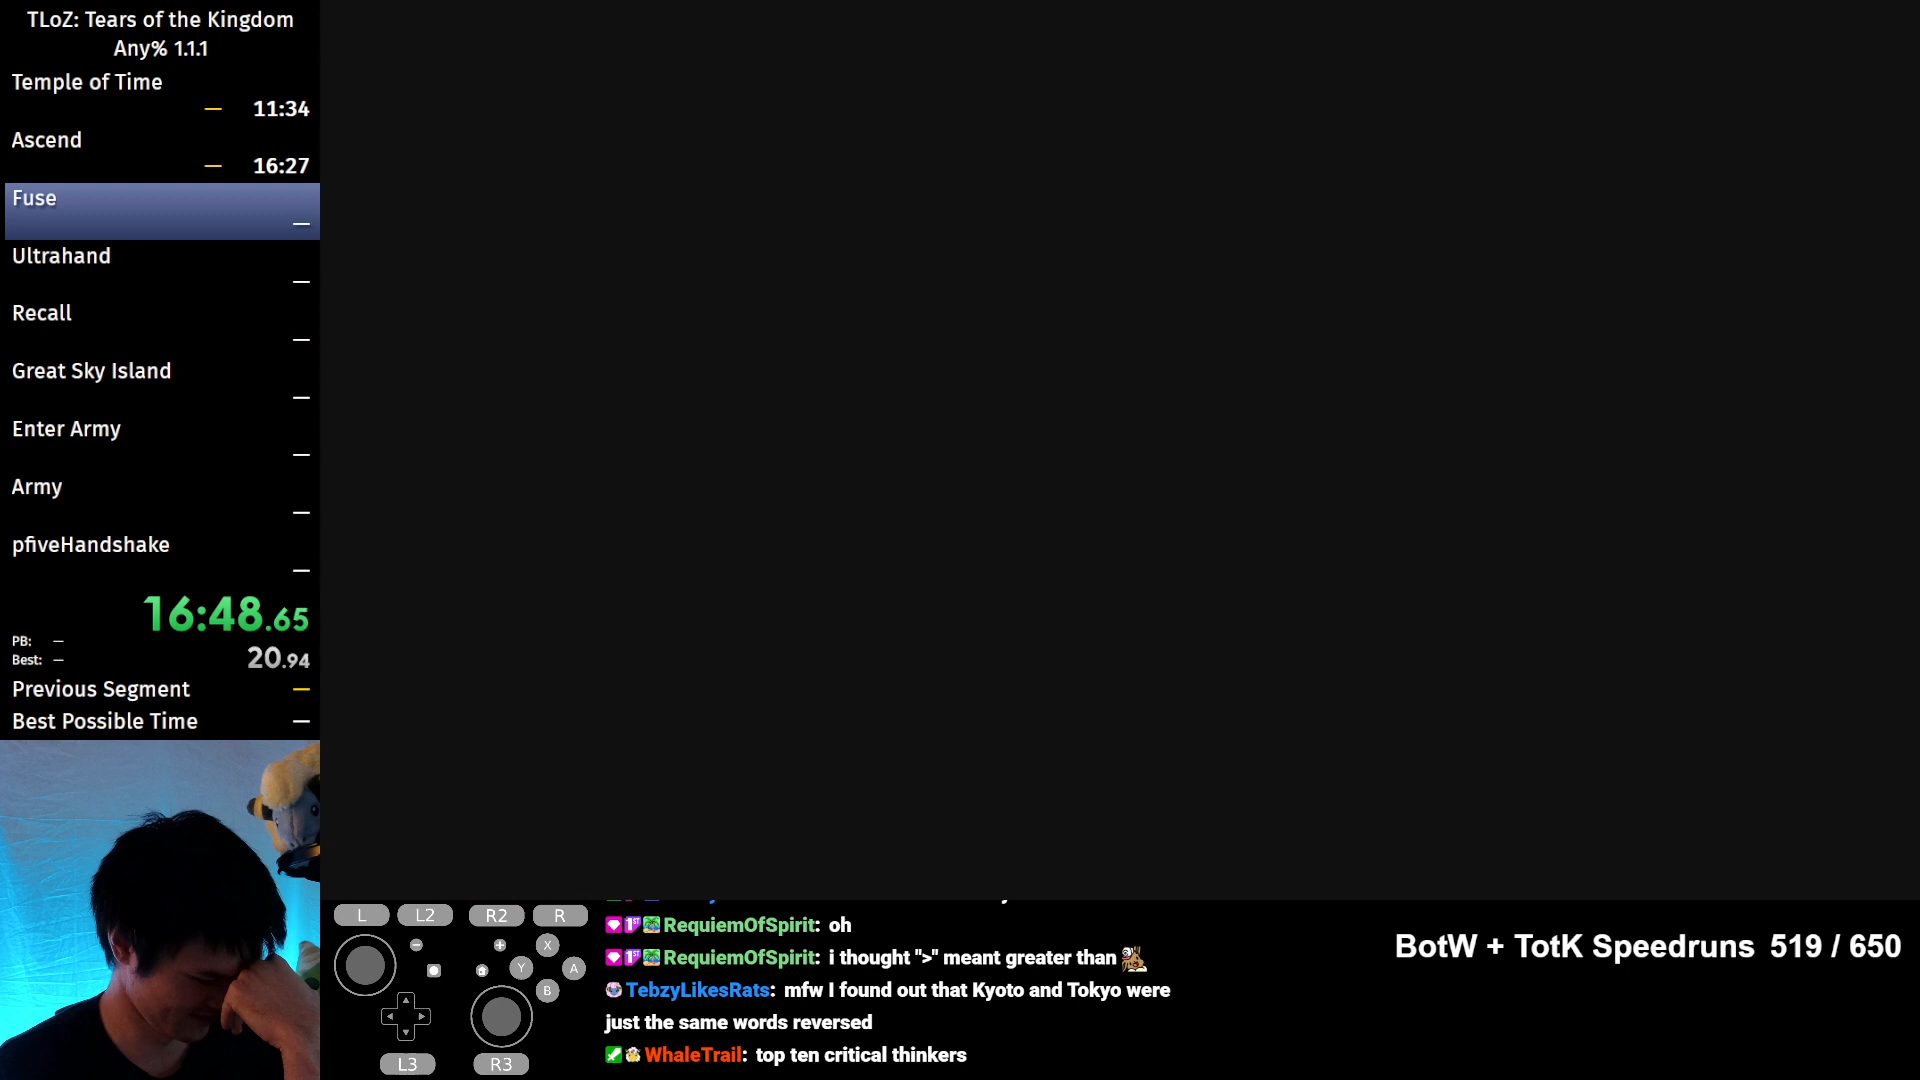 TLoZ: Tears of the Kingdom
Any% 1.1.1
Temple of Time
— 11:34
Ascend
— 16:27
Fuse
—
Ultrahand
—
Recall
—
Great Sky Island
—
Enter Army
—
Army
—
pfiveHandshake
—
16:48.65
PB: —
Best: —
20.94
Previous Segment —
Best Possible Time —
L L2 R2 R
X
Y A
B
L3 R3
RequiemOfSpirit: oh
RequiemOfSpirit: i thought ">" meant greater than
TebzyLikesRats: mfw I found out that Kyoto and Tokyo were
just the same words reversed
WhaleTrail: top ten critical thinkers
BotW + TotK Speedruns 519 / 650